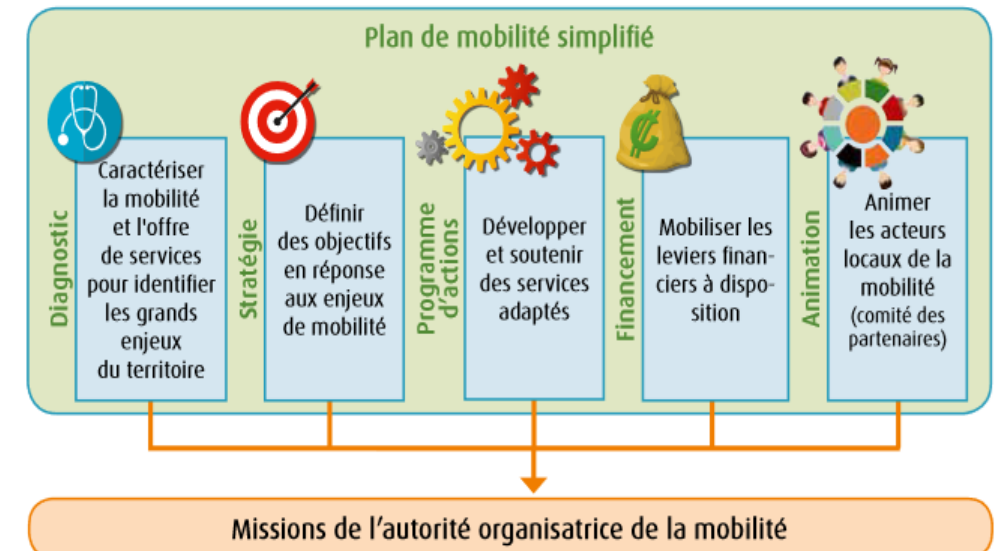 Plan de mobilité simplifié
Diagnostic
Caractériser
la mobilité
et l'offre
de services
pour identifier
les grands
enjeux
du territoire
Stratégie
Définir
des objectifs
en réponse
aux enjeux
de mobilité
Programme
d'actions
Développer
et soutenir
des services
adaptés
Financement
Mobiliser les
leviers finan-
ciers à dispo-
sition
Animation
Animer
les acteurs
locaux de la
mobilité
(comité des
partenaires)
Missions de l'autorité organisatrice de la mobilité